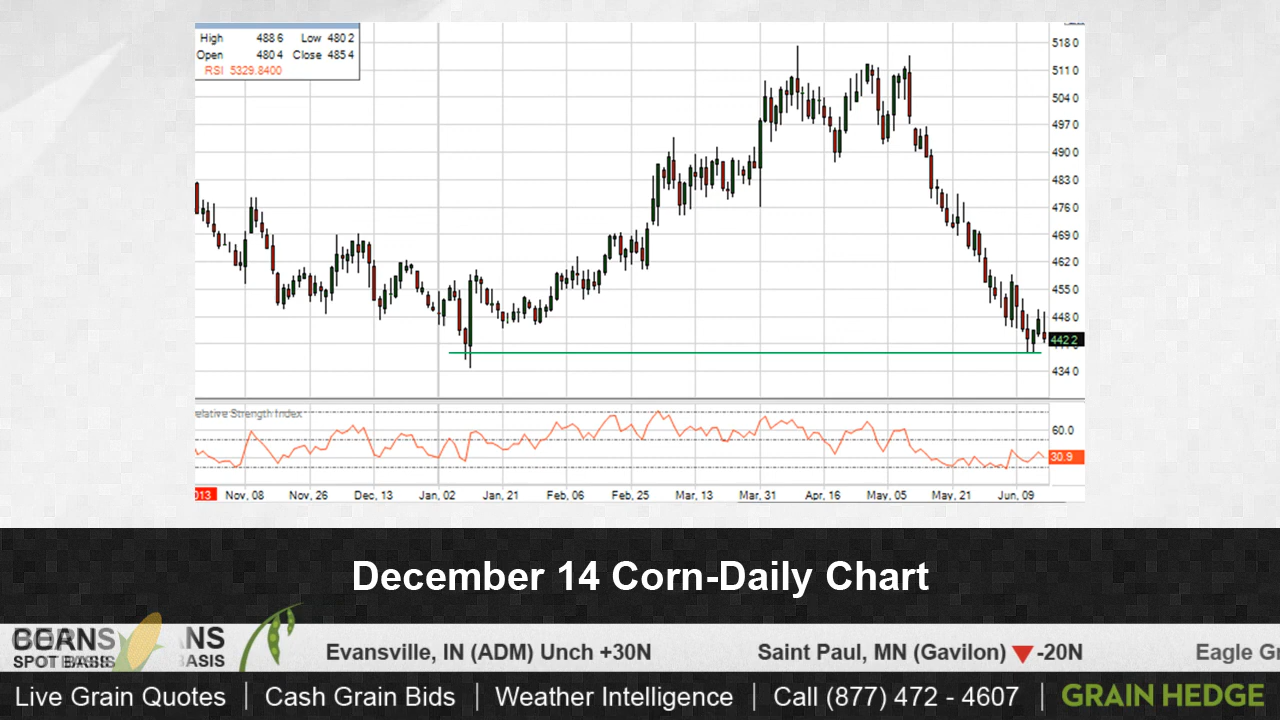 High 488 6 Low 480 2
Open 480 4 Close 485 4
RSI 5329.8400
518 0
511 0
504 0
497 0
490 0
483 0
476 0
469 0
462 0
455 0
448 0
442 2
434 0
elative Strength Index
60.0
30.9
013 Nov, 08 Nov, 26 Dec, 13 Jan, 02 Jan, 21 Feb, 06 Feb, 25 Mar, 13 Mar, 31 Apr, 16 May, 05 May, 21 Jun, 09
December 14 Corn-Daily Chart
BEANS
SPOT BASIS
NS
BASIS
Evansville, IN (ADM) Unch +30N Saint Paul, MN (Gavilon) -20N Eagle Gr
Live Grain Quotes | Cash Grain Bids | Weather Intelligence | Call (877) 472 - 4607 | GRAIN HEDGE